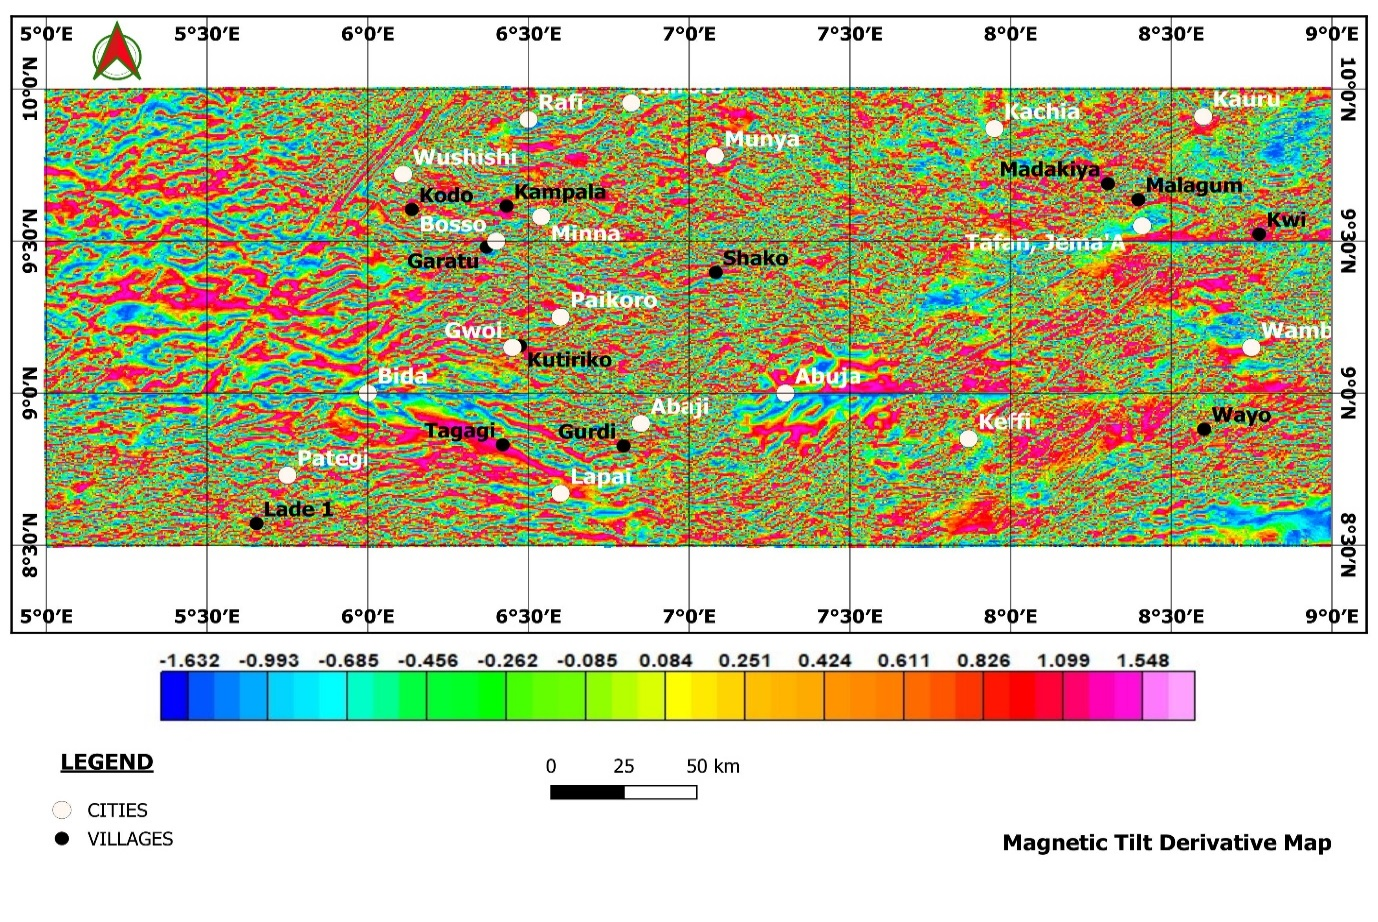 5°0′E 5°30′E 6°0′E 6°30′E 7°0′E 7°30′E 8°0′E 8°30′E 9°0′E
10°0′N
10°0′N
Rafi
Kauru
Kachia
Munya
Wushishi
Madakiya
Malagum
Kodo
Kampala
Kwi
Bosso
Minna
Tafan, Jema'A
9°30′N
9°30′N
Garatu
Shako
Paikoro
Gwoi
Wamb
Kutiriko
Bida
Abuja
9°0′N
9°0′N
Abaji
Wayo
Keffi
Tagagi
Gurdi
Pategi
Lapai
Lade 1
8°30′N
8°30′N
5°0′E 5°30′E 6°0′E 6°30′E 7°0′E 7°30′E 8°0′E 8°30′E 9°0′E
-1.632 -0.993 -0.685 -0.456 -0.262 -0.085 0.084 0.251 0.424 0.611 0.826 1.099 1.548
LEGEND
0 25 50 km
CITIES
VILLAGES
Magnetic Tilt Derivative Map